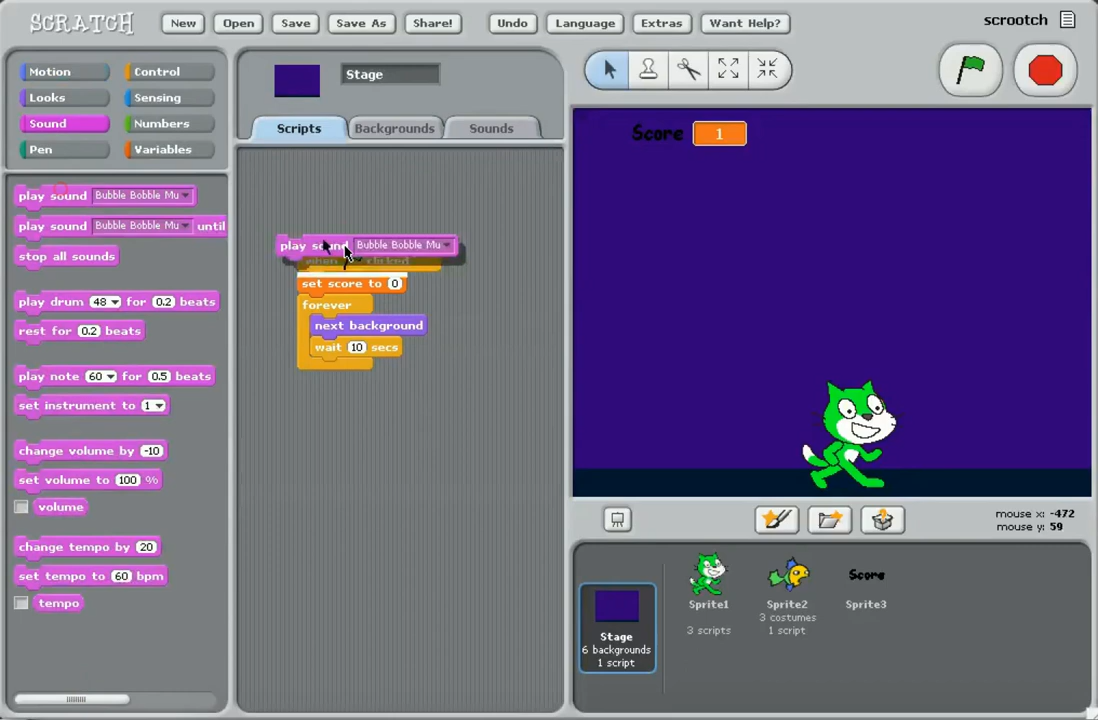 SCRATCH
New
Open
Save
Save As
Share!
Undo
Language
Extras
Want Help?
scrootch
Motion
Control
Looks
Sensing
Sound
Numbers
Pen
Variables
Stage
Scripts
Backgrounds
Sounds
play sound Bubble Bobble Mu
play sound Bubble Bobble Mu until
stop all sounds
play drum 48 for 0.2 beats
rest for 0.2 beats
play note 60 for 0.5 beats
set instrument to 1
change volume by -10
set volume to 100 %
volume
change tempo by 20
set tempo to 60 bpm
tempo
play sound Bubble Bobble Mu
when clicked
set score to 0
forever
next background
wait 10 secs
Score 1
mouse x: -472
mouse y: 59
Stage
6 backgrounds
1 script
Sprite1
3 scripts
Sprite2
3 costumes
1 script
Score
Sprite3